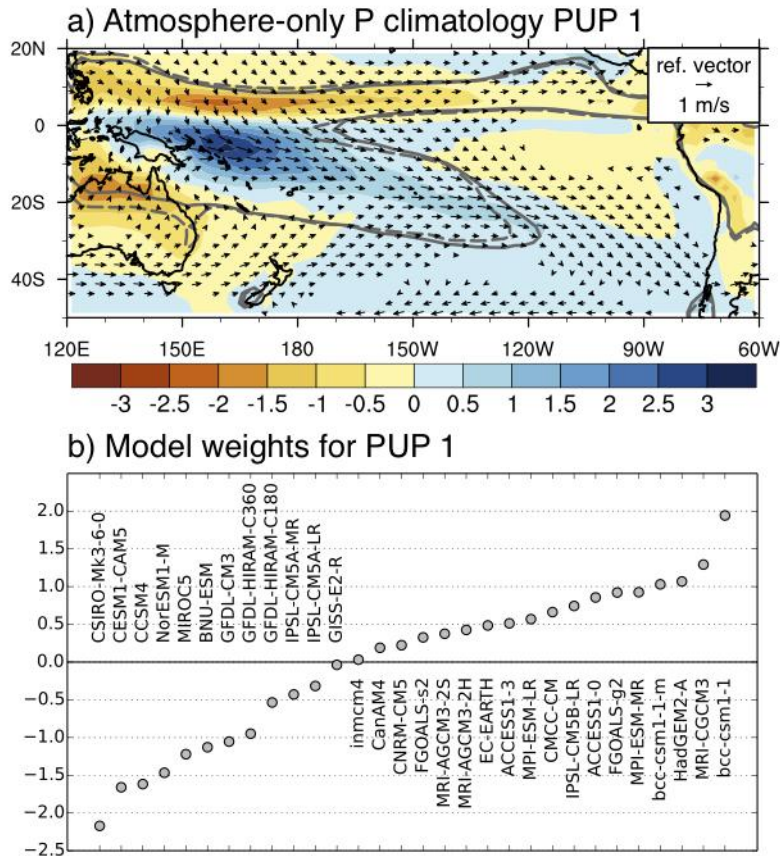 a) Atmosphere-only P climatology PUP 1
20N
0
20S
40S
ref. vector
1 m/s
120E 150E 180 150W 120W 90W 60W
-3 -2.5 -2 -1.5 -1 -0.5 0 0.5 1 1.5 2 2.5 3
b) Model weights for PUP 1
2.0
1.5
1.0
0.5
0.0
−0.5
−1.0
−1.5
−2.0
−2.5
CSIRO-Mk3-6-0
CESM1-CAM5
CCSM4
NorESM1-M
MIROC5
BNU-ESM
GFDL-CM3
GFDL-HIRAM-C360
GFDL-HIRAM-C180
IPSL-CM5A-MR
IPSL-CM5A-LR
GISS-E2-R
inmcm4
CanAM4
CNRM-CM5
FGOALS-s2
MRI-AGCM3-2S
MRI-AGCM3-2H
EC-EARTH
ACCESS1-3
MPI-ESM-LR
CMCC-CM
IPSL-CM5B-LR
ACCESS1-0
FGOALS-g2
MPI-ESM-MR
bcc-csm1-1-m
HadGEM2-A
MRI-CGCM3
bcc-csm1-1